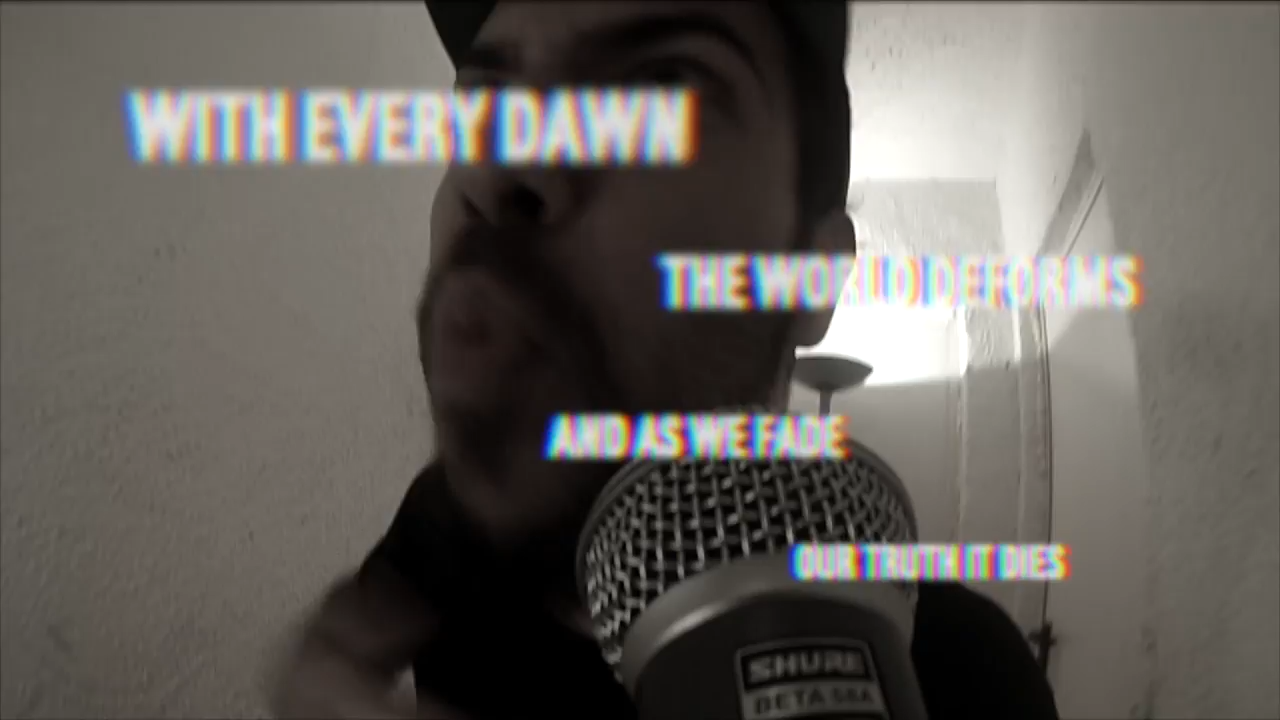 WITH EVERY DAWN
THE WORLD DEFORMS
AND AS WE FADE
OUR TRUTH IT DIES
SHURE
BETA 58A